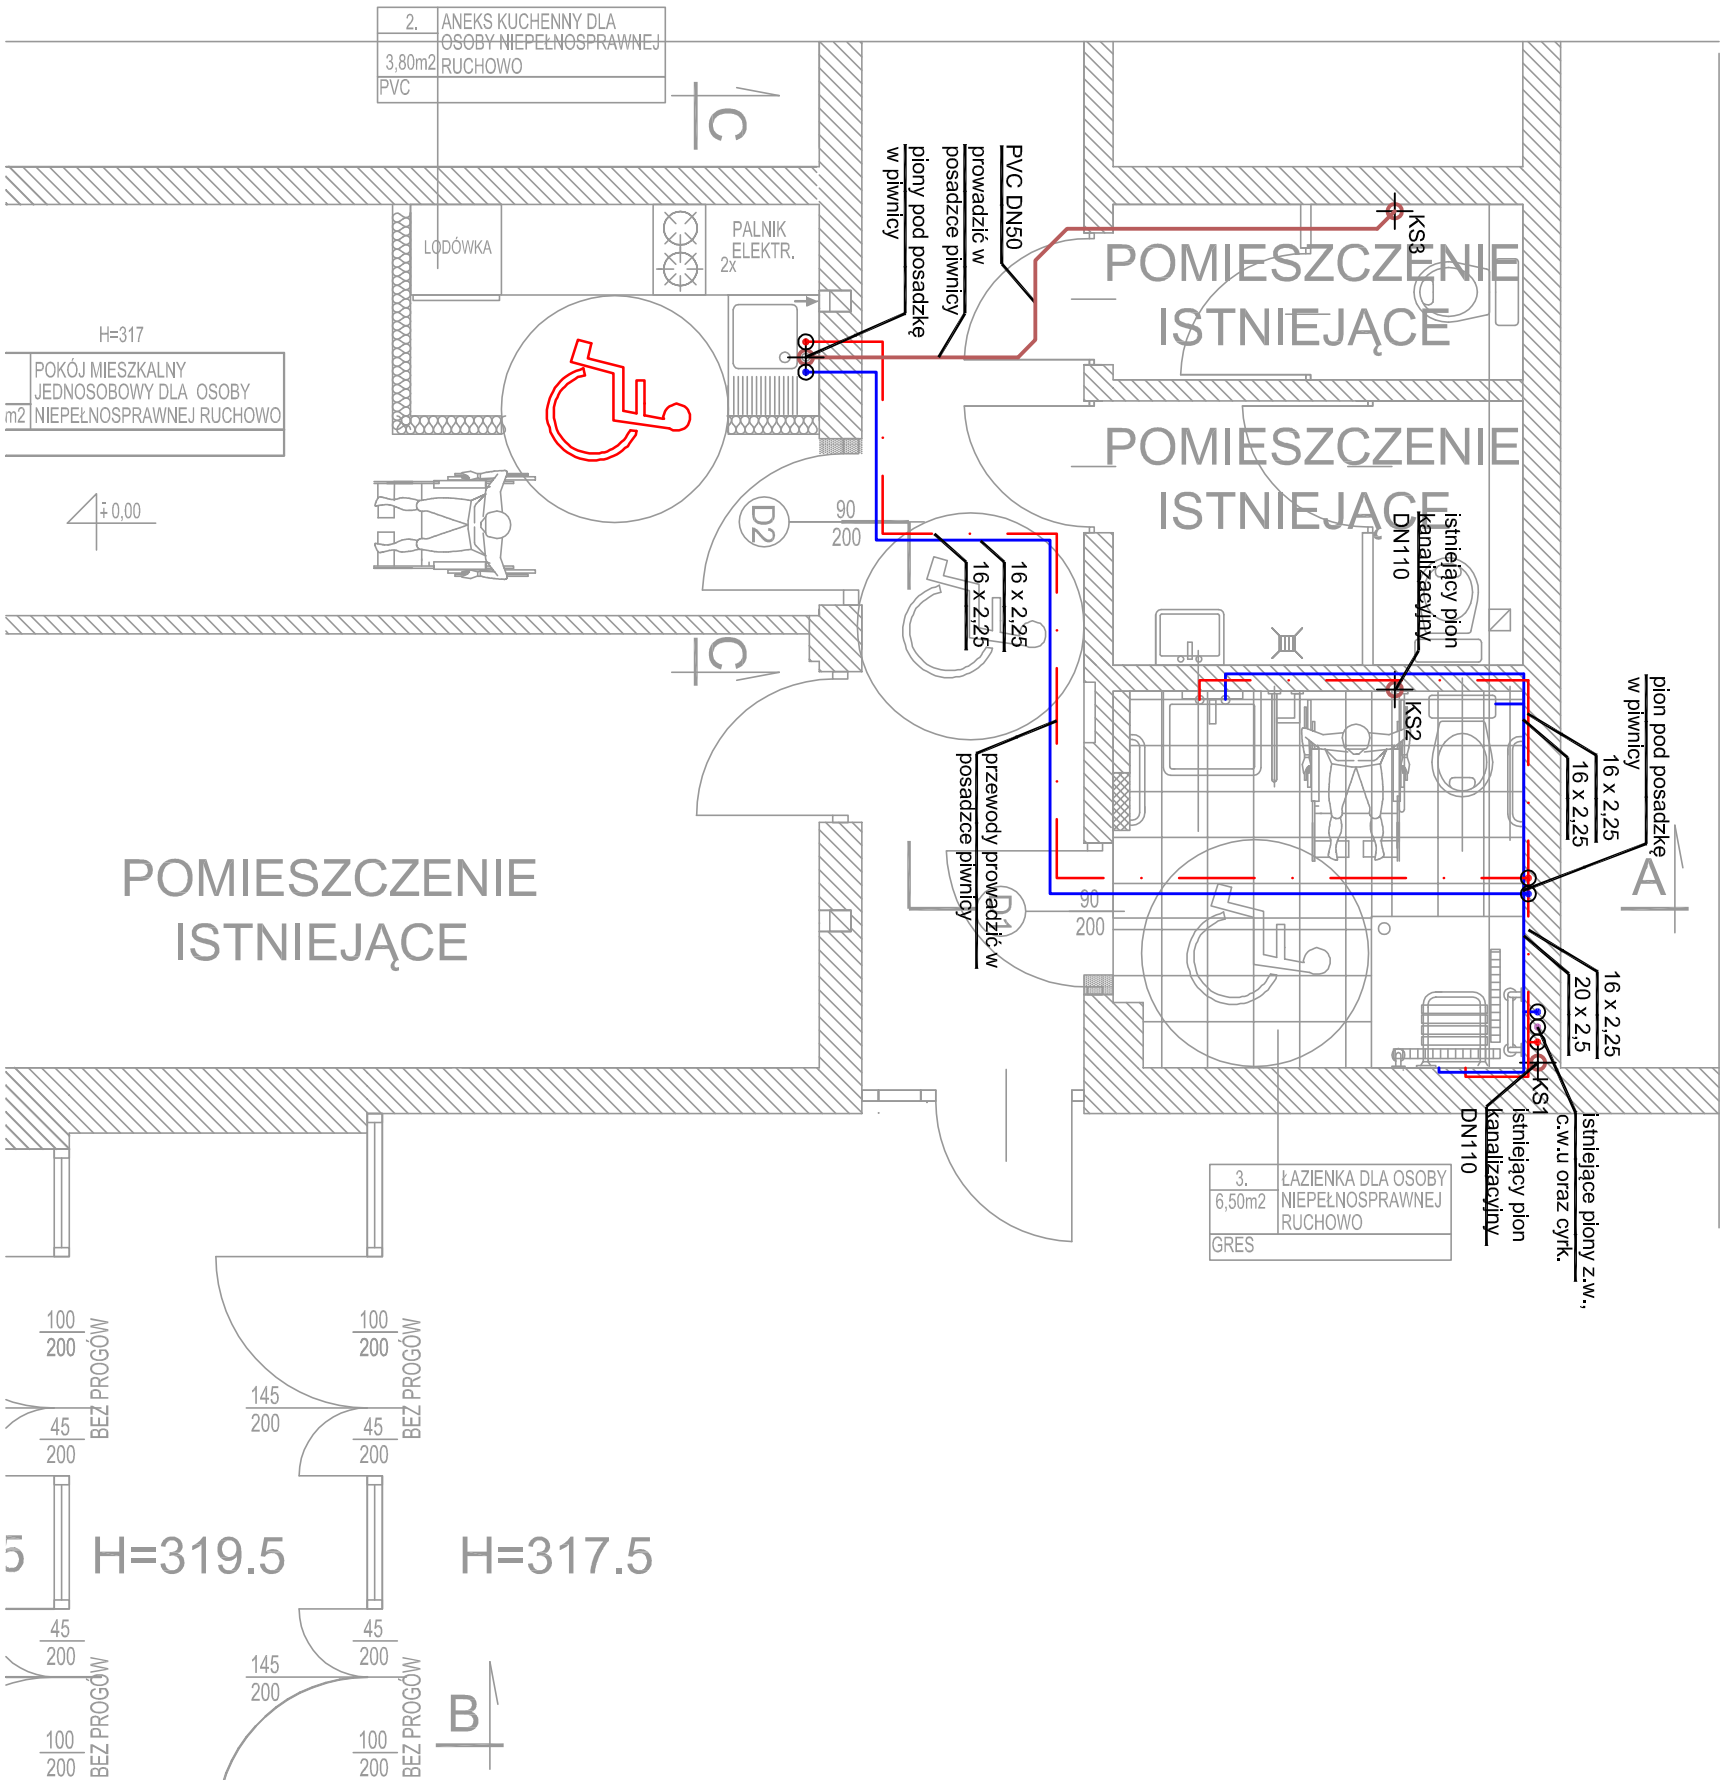 2.
ANEKS KUCHENNY DLA
OSOBY NIEPEŁNOSPRAWNEJ
3,80m2
RUCHOWO
PVC
C
PVC DN50
prowadzić w
posadzce piwnicy
piony pod posadzkę
w piwnicy
KS3
LODÓWKA
PALNIK
ELEKTR.
2x
POMIESZCZENIE
ISTNIEJĄCE
H=317
POKÓJ MIESZKALNY
JEDNOSOBOWY DLA OSOBY
m2
NIEPEŁNOSPRAWNEJ RUCHOWO
POMIESZCZENIE
ISTNIEJĄCE
istniejący pion
kanalizacyjny
DN110
+0,00
D2
90
200
16 x 2,25
16 x 2,25
C
KS2
pion pod posadzkę
w piwnicy
16 x 2,25
16 x 2,25
przewody prowadzić w
posadzce piwnicy
POMIESZCZENIE
ISTNIEJĄCE
D1
90
200
A
16 x 2,25
20 x 2,5
KS1
istniejący pion
kanalizacyjny
DN110
istniejące piony z.w.,
c.w.u oraz cyrk.
3.
ŁAZIENKA DLA OSOBY
6,50m2
NIEPEŁNOSPRAWNEJ
RUCHOWO
GRES
100
200
BEZ PROGÓW
100
200
BEZ PROGÓW
145
200
45
200
45
200
5
H=319.5
H=317.5
45
200
45
200
145
200
BEZ PROGÓW
BEZ PROGÓW
B
100
200
100
200